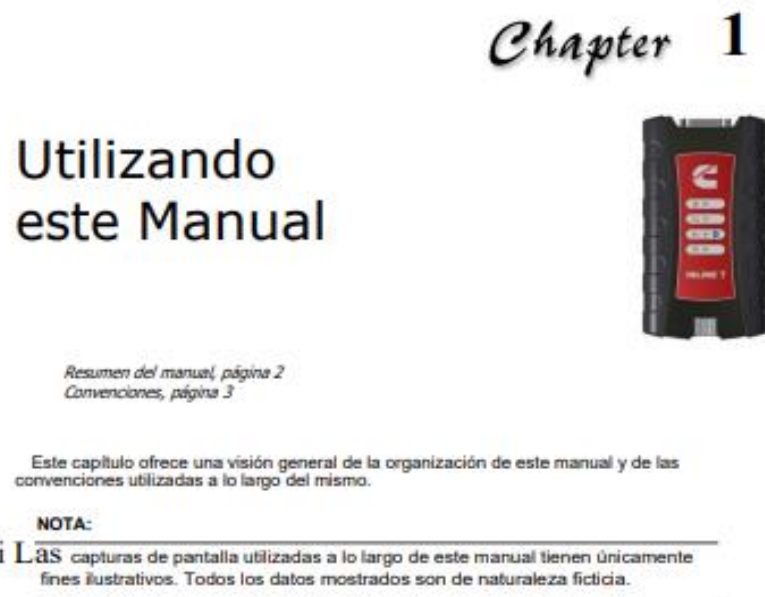 Chapter 1
Utilizando
este Manual
INLINE 7
Resumen del manual, página 2
Convenciones, página 3
Este capítulo ofrece una visión general de la organización de este manual y de las
convenciones utilizadas a lo largo del mismo.
NOTA:
i Las capturas de pantalla utilizadas a lo largo de este manual tienen únicamente
fines ilustrativos. Todos los datos mostrados son de naturaleza ficticia.